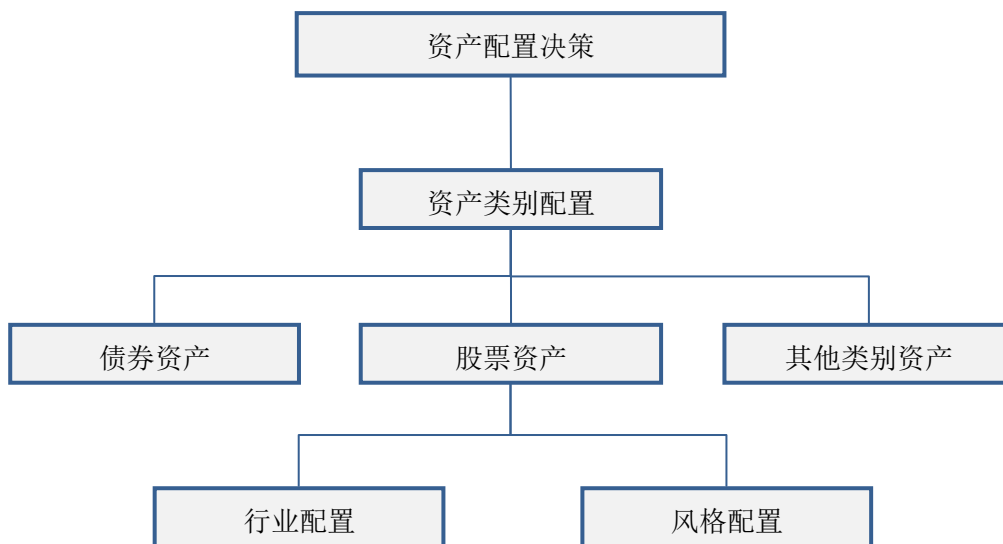 资产配置决策
资产类别配置
债券资产
股票资产
其他类别资产
行业配置
风格配置